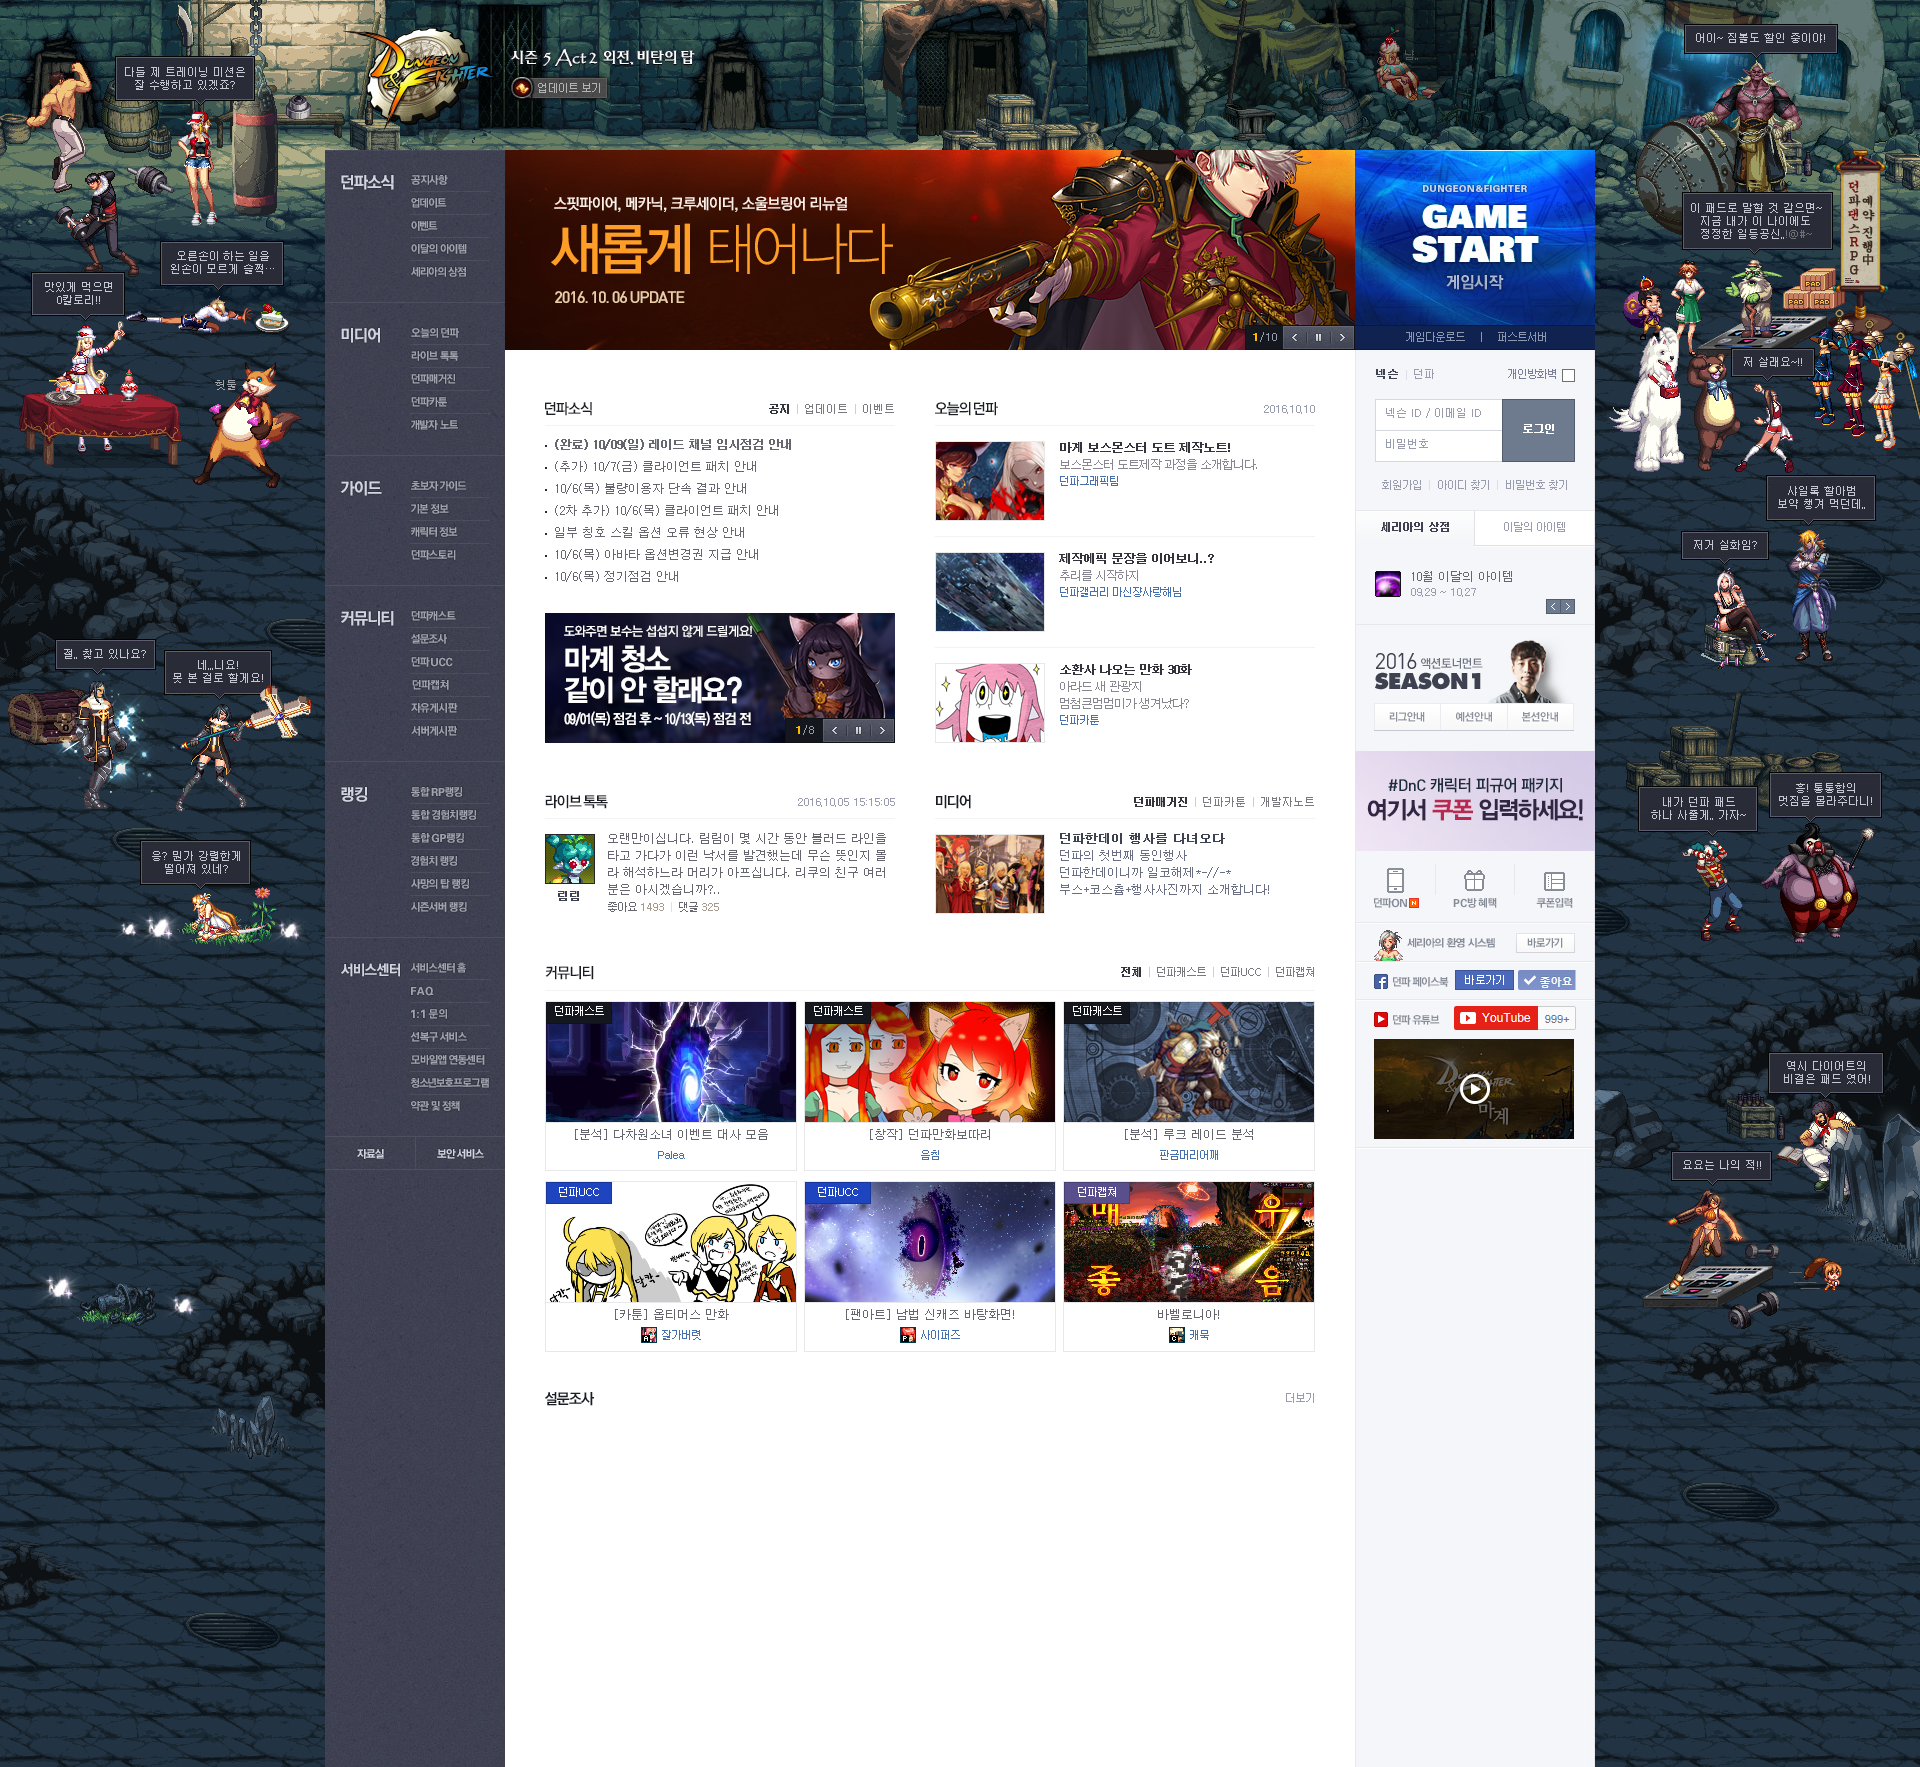 DUNGEON & FIGHTER
시즌 5 Act 2 외전, 비탄의 탑
업데이트 보기
다들 제 트레이닝 미션은
잘 수행하고 있겠죠?
오른손이 하는 일을
왼손이 모르게 슬쩍…
맛있게 먹으면
0칼로리!!
헛둘
절.. 찾고 있나요?
네...니요!
못 본 걸로 할게요!
응? 뭔가 강렬한게
떨어져 있네?
던파소식
공지사항
업데이트
이벤트
이달의 아이템
세리아의 상점
미디어
오늘의 던파
라이브 톡톡
던파매거진
던파카툰
개발자 노트
가이드
초보자 가이드
기본 정보
캐릭터 정보
던파스토리
커뮤니티
던파캐스트
설문조사
던파 UCC
던파캡쳐
자유게시판
서버게시판
랭킹
통합 RP랭킹
통합 경험치랭킹
통합 GP랭킹
경험치 랭킹
사망의 탑 랭킹
시즌서버 랭킹
서비스센터
서비스센터 홈
FAQ
1:1 문의
선복구 서비스
모바일앱 연동센터
청소년보호프로그램
약관 및 정책
자료실
보안 서비스
스핏파이어, 메카닉, 크루세이더, 소울브링어 리뉴얼
새롭게 태어나다
2016. 10. 06 UPDATE
1/10
던파소식
공지 | 업데이트 | 이벤트
(완료) 10/09(일) 레이드 채널 임시점검 안내
(추가) 10/7(금) 클라이언트 패치 안내
10/6(목) 불량이용자 단속 결과 안내
(2차 추가) 10/6(목) 클라이언트 패치 안내
일부 칭호 스킬 옵션 오류 현상 안내
10/6(목) 아바타 옵션변경권 지급 안내
10/6(목) 정기점검 안내
도와주면 보수는 섭섭지 않게 드릴게요!
마계 청소
같이 안 할래요?
09/01(목) 점검 후 ~ 10/13(목) 점검 전
1/8
오늘의 던파
2016.10.10
마계 보스몬스터 도트 제작노트!
보스몬스터 도트제작 과정을 소개합니다.
던파그래픽팀
제작에픽 문장을 이어보니..?
추리를 시작하지
던파갤러리 마신쟝사랑해님
소환사 나오는 만화 30화
아라드 새 관광지
멈첨큰멈멈미가 생겨났다?
던파카툰
라이브 톡톡
2016.10.05 15:15:05
림림
오랜만이십니다. 림림이 몇 시간 동안 블러드 라인을
타고 가다가 이런 낙서를 발견했는데 무슨 뜻인지 몰
라 해석하느라 머리가 아프십니다. 리쿠의 친구 여러
분은 아시겠습니까?..
좋아요 1493 | 댓글 325
미디어
던파매거진 | 던파카툰 | 개발자노트
던파한데이 행사를 다녀오다
던파의 첫번째 동인행사
던파한데이니까 일코해제*-//-*
부스+코스츔+행사사진까지 소개합니다!
커뮤니티
전체 | 던파캐스트 | 던파UCC | 던파캡쳐
던파캐스트
[분석] 다차원소녀 이벤트 대사 모음
Palea.
던파캐스트
[창작] 던파만화보따리
음침
던파캐스트
[분석] 루크 레이드 분석
판금머리어깨
던파UCC
[카툰] 옵티머스 만화
잘가버렷
던파UCC
[팬아트] 남법 신캐즈 바탕화면!
사이퍼즈
던파캡쳐
매
우
좋
음
바벨로니아!
캐묵
설문조사
더보기
DUNGEON&FIGHTER
GAME
START
게임시작
게임다운로드 | 퍼스트서버
넥슨 | 던파
개인방화벽
넥슨 ID / 이메일 ID
비밀번호
로그인
회원가입 | 아이디 찾기 | 비밀번호 찾기
세리아의 상점
이달의 아이템
10월 이달의 아이템
09.29 ~ 10.27
2016 액션토너먼트
SEASON 1
리그안내
예선안내
본선안내
#DnC 캐릭터 피규어 패키지
여기서 쿠폰 입력하세요!
던파ON N
PC방 혜택
쿠폰입력
세리아의 환영 시스템
바로가기
던파 페이스북
바로가기
좋아요
던파 유튜브
YouTube
999+
마계
어이~ 짐볼도 할인 중이야!
이 패드로 말할 것 같으면~
지금 내가 이 나이에도
정정한 일등공신..!@#~
던파댄스RPG
예약 진행中
PAD
PAD PAD
저 살래요~!!
샤일록 할아범
보약 챙겨 먹던데..
저거 실화임?
내가 던파 패드
하나 사줄게.. 가자~
흥! 통통함의
멋짐을 몰라주다니!
역시 다이어트의
비결은 패드 였어!
요요는 나의 적!!